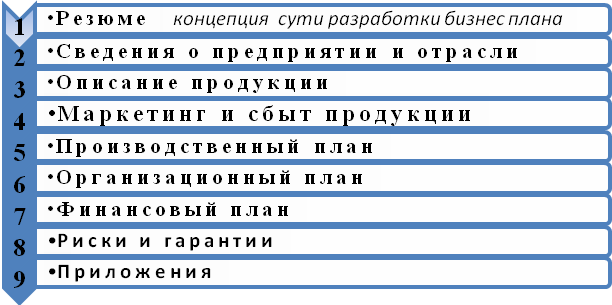 1 •Резюме концепция сути разработки бизнес плана
2 •Сведения о предприятии и отрасли
3 •Описание продукции
4 •Маркетинг и сбыт продукции
5 •Производственный план
6 •Организационный план
7 •Финансовый план
8 •Риски и гарантии
9 •Приложения